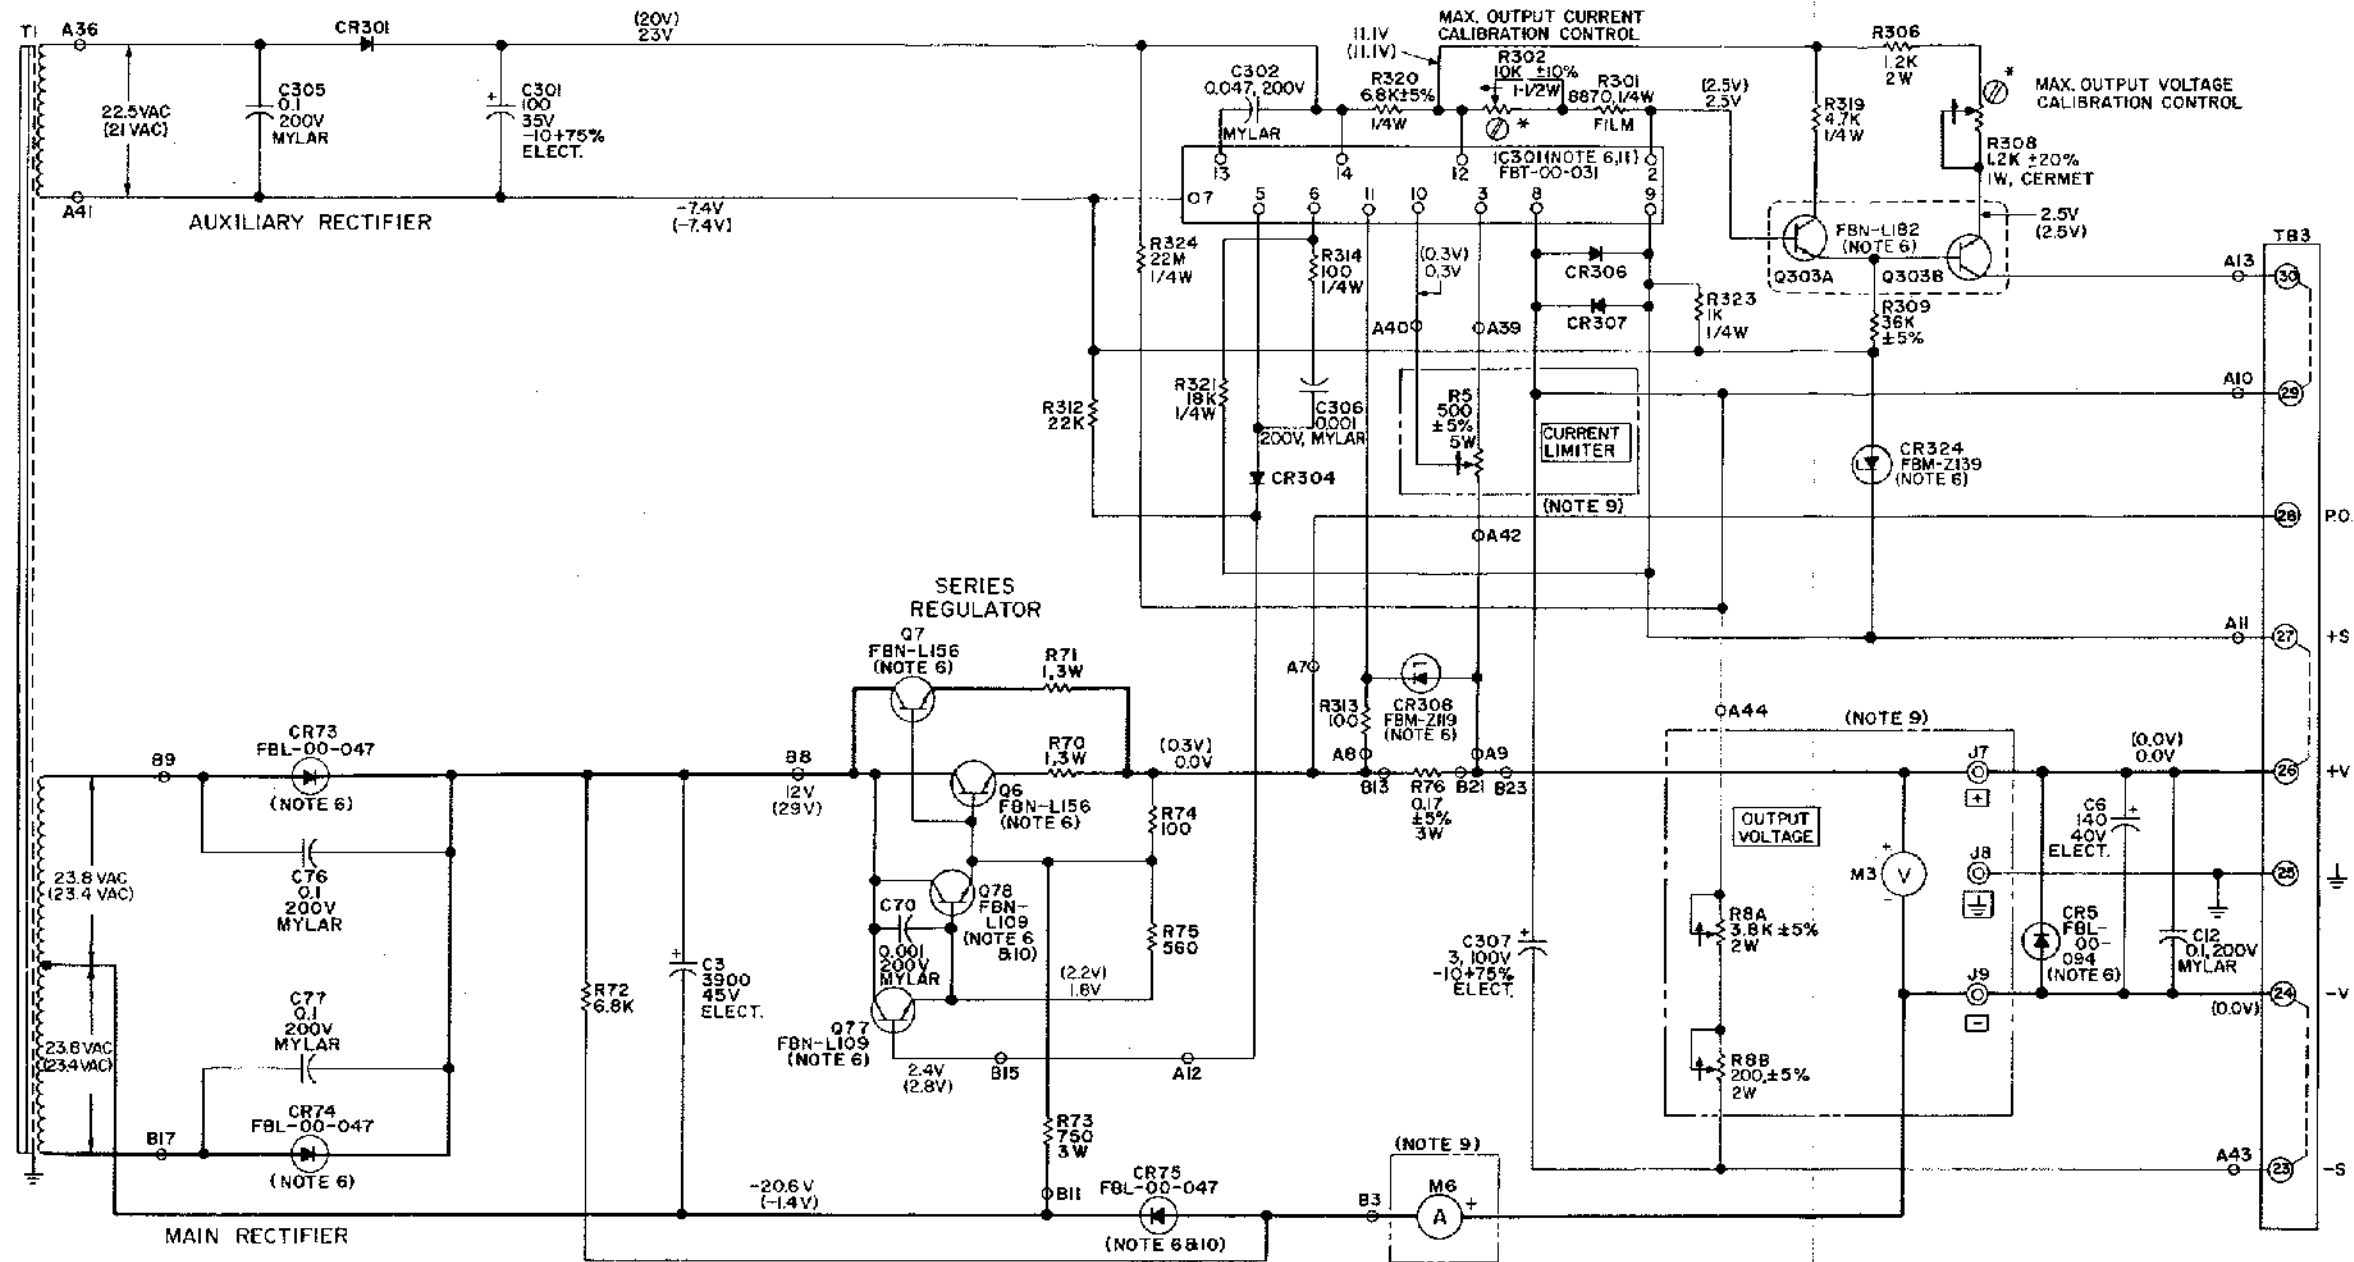 T1
A36
CR301
(20V)
23V
22.5VAC
(21 VAC)
C305
0.1
200V
MYLAR
C301
100
35V
-10+75%
ELECT.
A41
AUXILIARY RECTIFIER
-7.4V
(-7.4V)
11.1V
(11.1V)
MAX. OUTPUT CURRENT
CALIBRATION CONTROL
C302
0.047, 200V
MYLAR
R320
6.8K±5%
1/4W
R302
10K ±10%
1-1/2W
*
R301
8870, 1/4W
FILM
(2.5V)
2.5V
R306
1.2K
2W
*
MAX. OUTPUT VOLTAGE
CALIBRATION CONTROL
R319
4.7K
1/4W
R308
1.2K ±20%
1W, CERMET
13
14
12
IC301(NOTE 6,11)
FBT-00-031
2
7
5
6
11
10
3
8
9
R324
22M
1/4W
R314
100
1/4W
(0.3V)
0.3V
CR306
CR307
A40
A39
R323
1K
1/4W
FBN-L182
(NOTE 6)
Q303A
Q303B
2.5V
(2.5V)
R309
36K
±5%
TB3
A13
30
A10
29
R312
22K
R321
18K
1/4W
C306
0.001
200V, MYLAR
R5
500
±5%
5W
CURRENT
LIMITER
(NOTE 9)
CR304
A42
CR324
FBM-Z139
(NOTE 6)
28
P.O.
A11
27
+S
SERIES
REGULATOR
Q7
FBN-L156
(NOTE 6)
R71
1,3W
A7
R313
100
CR308
FBM-Z119
(NOTE 6)
A44
(NOTE 9)
B9
CR73
FBL-00-047
(NOTE 6)
B8
12V
(29V)
Q6
FBN-L156
(NOTE 6)
R70
1,3W
(0.3V)
0.0V
A8
A9
B13
R76
0.17
±5%
3W
B21
B23
J7
+
(0.0V)
0.0V
26
+V
23.8 VAC
(23.4 VAC)
C76
0.1
200V
MYLAR
R74
100
OUTPUT
VOLTAGE
C6
140
40V
ELECT.
+
M3
V
-
J8
25
C70
0.001
200V
MYLAR
Q78
FBN-
L109
(NOTE 6
&10)
R75
560
C307
3, 100V
-10+75%
ELECT.
R8A
3.8K ±5%
2W
CR5
FBL-
00-
094
(NOTE 6)
C12
0.1, 200V
MYLAR
R72
6.8K
C3
3900
45V
ELECT.
(2.2V)
1.8V
J9
-
24
-V
(0.0V)
C77
0.1
200V
MYLAR
23.8 VAC
(23.4VAC)
Q77
FBN-L109
(NOTE 6)
2.4V
(2.8V)
B15
A12
R8B
200,±5%
2W
CR74
FBL-00-047
(NOTE 6)
B17
R73
750
3W
B11
-20.6V
(-1.4V)
CR75
FBL-00-047
(NOTE 6&10)
(NOTE 9)
B3
M6
A
+
A43
23
-S
MAIN RECTIFIER